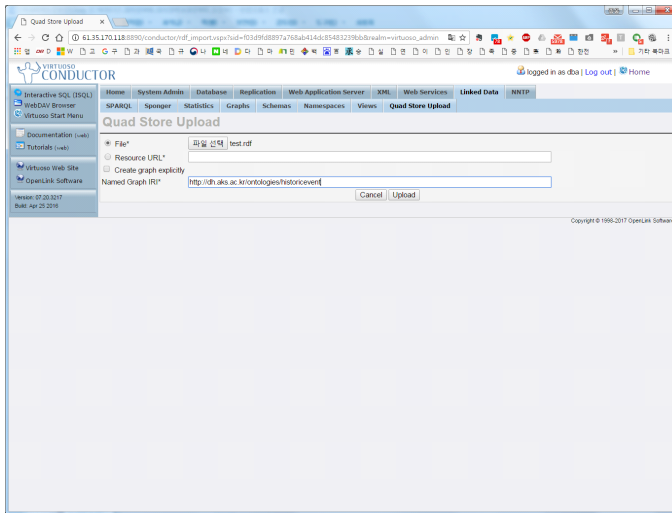 Quad Store Upload
61.35.170.118:8890/conductor/rdf_import.vspx?sid=f03d9fd8897a768ab414dc85483239bb&realm=virtuoso_admin
기타 북마크
VIRTUOSO
CONDUCTOR
logged in as dba | Log out | Home
Interactive SQL (ISQL)
WebDAV Browser
Virtuoso Start Menu
Documentation (web)
Tutorials (web)
Virtuoso Web Site
OpenLink Software
Version: 07.20.3217
Build: Apr 25 2016
Home System Admin Database Replication Web Application Server XML Web Services Linked Data NNTP
SPARQL Sponger Statistics Graphs Schemas Namespaces Views Quad Store Upload
Quad Store Upload
File* 파일 선택 test.rdf
Resource URL*
Create graph explicitly
Named Graph IRI* http://dh.aks.ac.kr/ontologies/historicevent
Cancel Upload
Copyright © 1998-2017 OpenLink Software